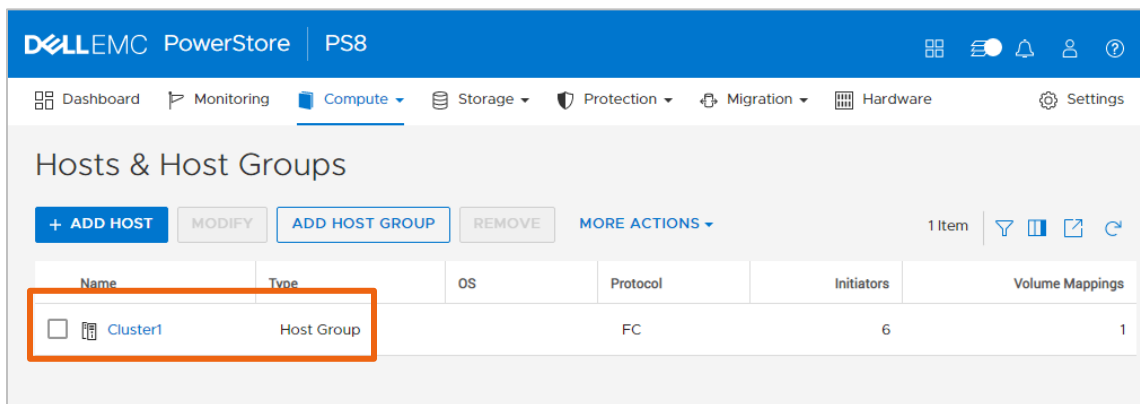 DELLEMC PowerStore PS8
Dashboard Monitoring Compute Storage Protection Migration Hardware Settings
Hosts & Host Groups
+ ADD HOST MODIFY ADD HOST GROUP REMOVE MORE ACTIONS 1 Item
Name Type OS Protocol Initiators Volume Mappings
Cluster1 Host Group FC 6 1